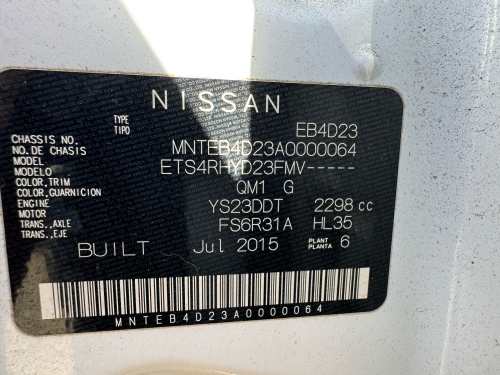 NISSAN
TYPE
TIPO EB4D23
CHASSIS NO.
NO.DE CHASIS MNTEB4D23A0000064
MODEL
MODELO ETS4RHYD23FMV-----
COLOR,TRIM
COLOR,GUARNICION QM1 G
ENGINE
MOTOR YS23DDT 2298 cc
TRANS.,AXLE
TRANS.,EJE FS6R31A HL35
BUILT Jul 2015 PLANT
PLANTA 6
MNTEB4D23A0000064